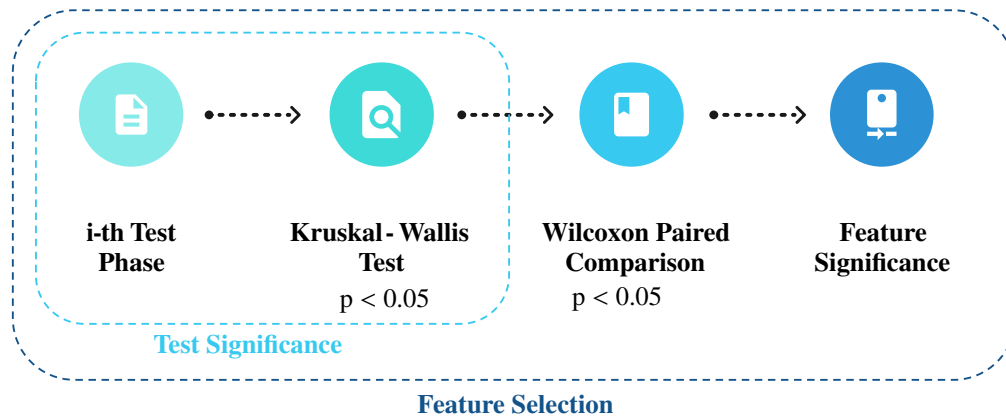 i-th Test
Phase
Kruskal - Wallis
Test
p < 0.05
Wilcoxon Paired
Comparison
p < 0.05
Feature
Significance
Test Significance
Feature Selection